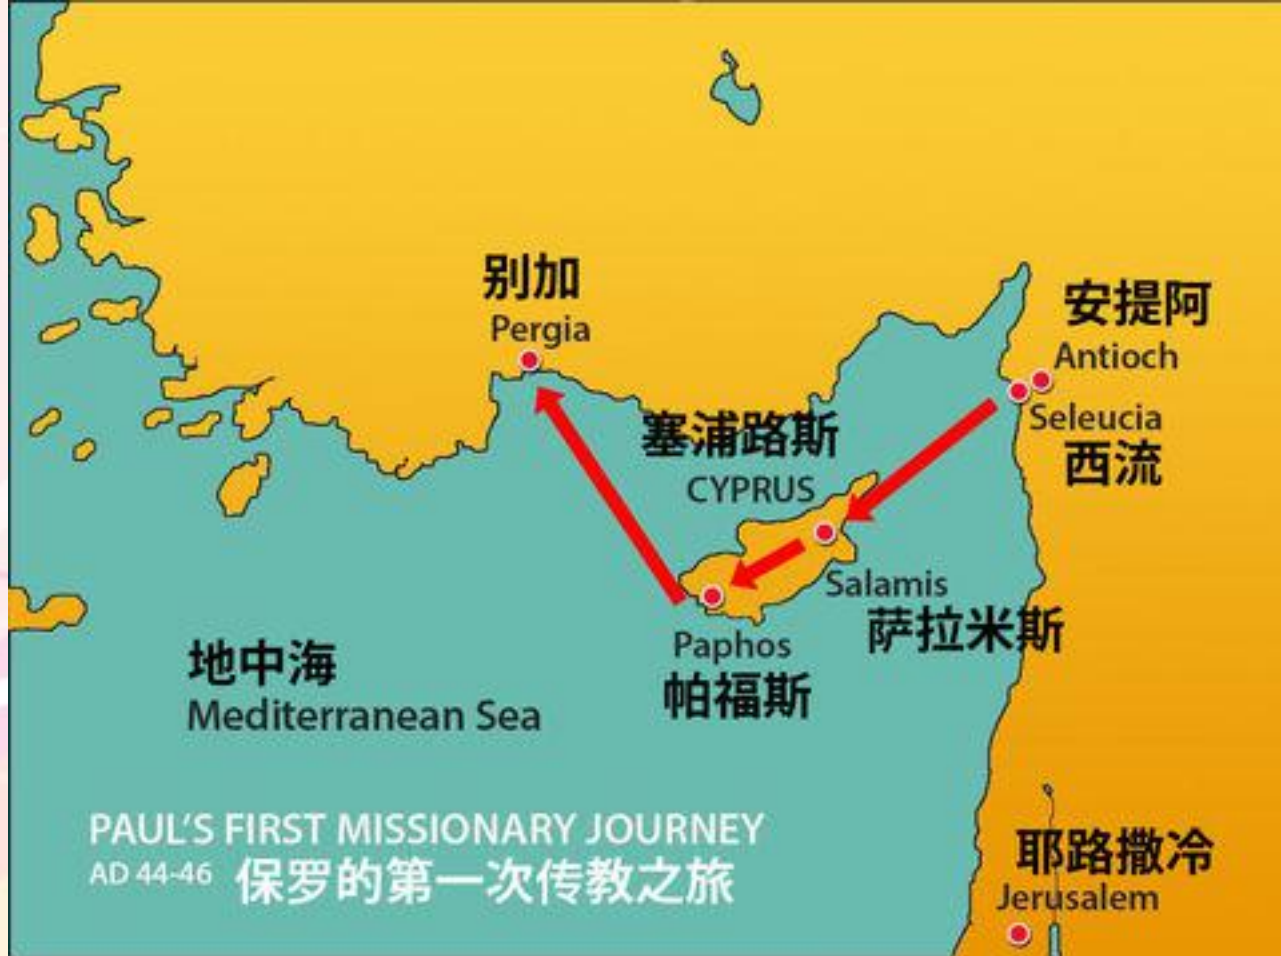 别加
Pergia
安提阿
Antioch
Seleucia
西流
塞浦路斯
CYPRUS
Salamis
萨拉米斯
Paphos
帕福斯
地中海
Mediterranean Sea
PAUL'S FIRST MISSIONARY JOURNEY
AD 44-46 保罗的第一次传教之旅
耶路撒冷
Jerusalem